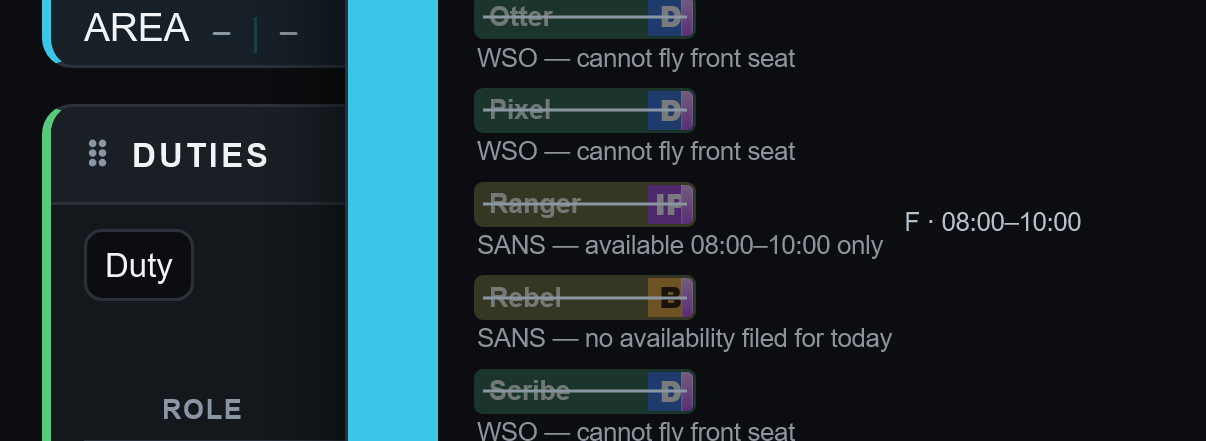 AREA – | –
DUTIES
Duty
ROLE
Otter D
WSO — cannot fly front seat
Pixel D
WSO — cannot fly front seat
Ranger IP
SANS — available 08:00–10:00 only
F · 08:00–10:00
Rebel B
SANS — no availability filed for today
Scribe D
WSO — cannot fly front seat